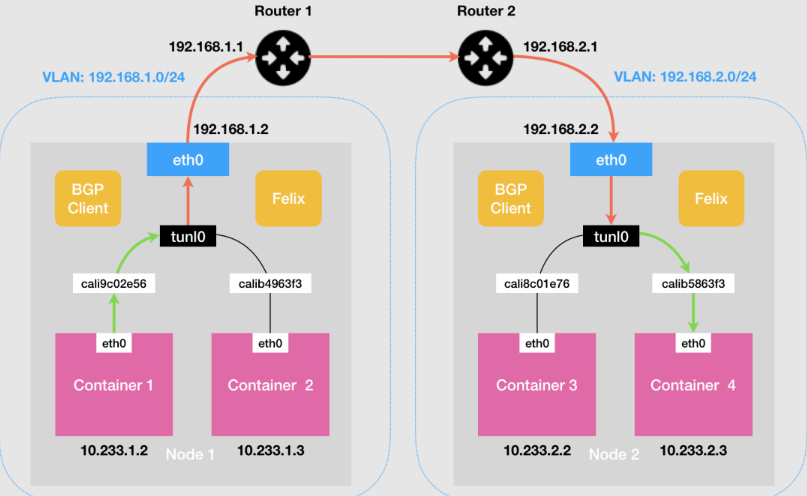 Router 1
Router 2
192.168.1.1
192.168.2.1
VLAN: 192.168.1.0/24
VLAN: 192.168.2.0/24
192.168.1.2
192.168.2.2
eth0
eth0
BGP
Client
Felix
BGP
Client
Felix
tunl0
tunl0
cali9c02e56
calib4963f3
cali8c01e76
calib5863f3
eth0
eth0
eth0
eth0
Container 1
Container 2
Container 3
Container 4
10.233.1.2
Node 1
10.233.1.3
10.233.2.2
Node 2
10.233.2.3